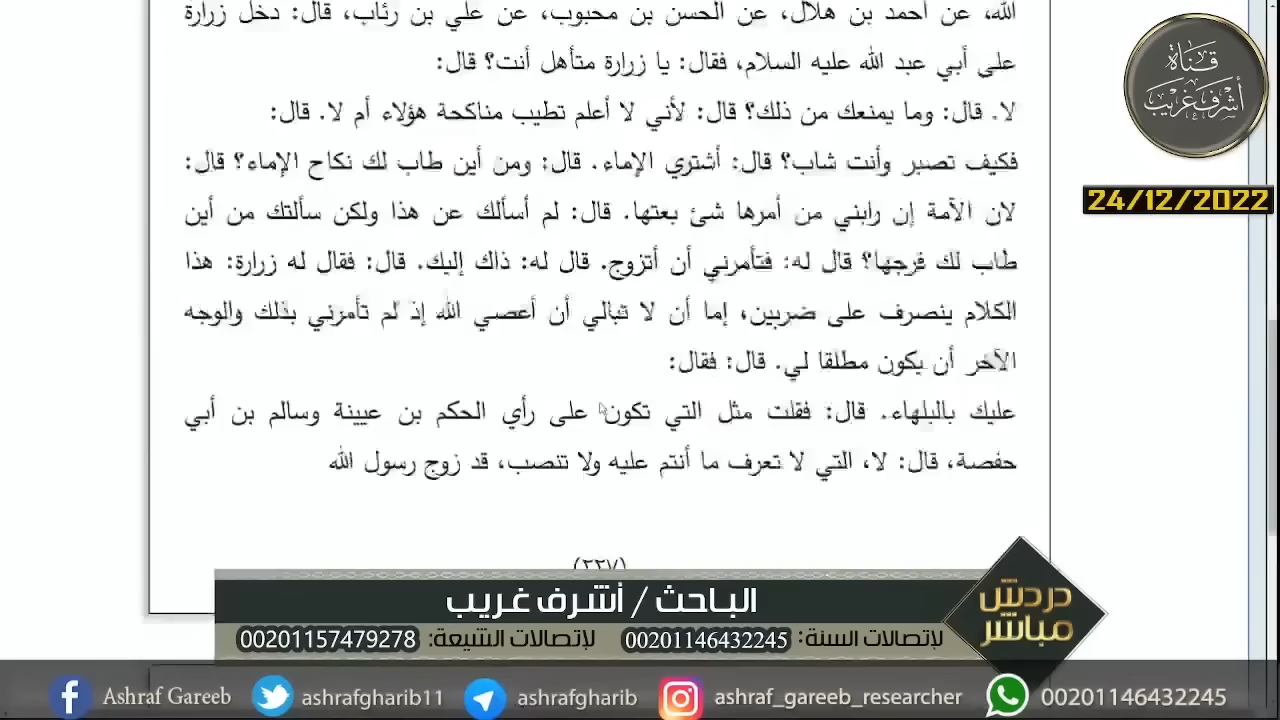 الله، عن أحمد بن هلال، عن الحسن بن محبوب، عن علي بن رئاب، قال: دخل زرارة
على أبي عبد الله عليه السلام، فقال: يا زرارة متأهل أنت؟ قال:
لا. قال: وما يمنعك من ذلك؟ قال: لأني لا أعلم تطيب مناكحة هؤلاء أم لا. قال:
فكيف تصبر وأنت شاب؟ قال: أشتري الإماء. قال: ومن أين طاب لك نكاح الإماء؟ قال:
لان الأمة إن رابني من أمرها شئ بعتها. قال: لم أسألك عن هذا ولكن سألتك من أين
طاب لك فرجها؟ قال له: فتأمرني أن أتزوج. قال له: ذاك إليك. قال: فقال له زرارة: هذا
الكلام ينصرف على ضربين، إما أن لا تبالي أن أعصي الله إذ لم تأمرني بذلك والوجه
الآخر أن يكون مطلقا لي. قال: فقال:
عليك بالبلهاء. قال: فقلت مثل التي تكون على رأي الحكم بن عيينة وسالم بن أبي
حفصة، قال: لا، التي لا تعرف ما أنتم عليه ولا تنصب، قد زوج رسول الله
(٢٢٧)
قناة
أشرف غريب
24/12/2022
الباحث / أشرف غريب
لإتصالات السنة: 00201146432245 لإتصالات الشيعة: 00201157479278
دردش
مباشر
Ashraf Gareeb ashrafgharib11 ashrafgharib ashraf_gareeb_researcher 00201146432245